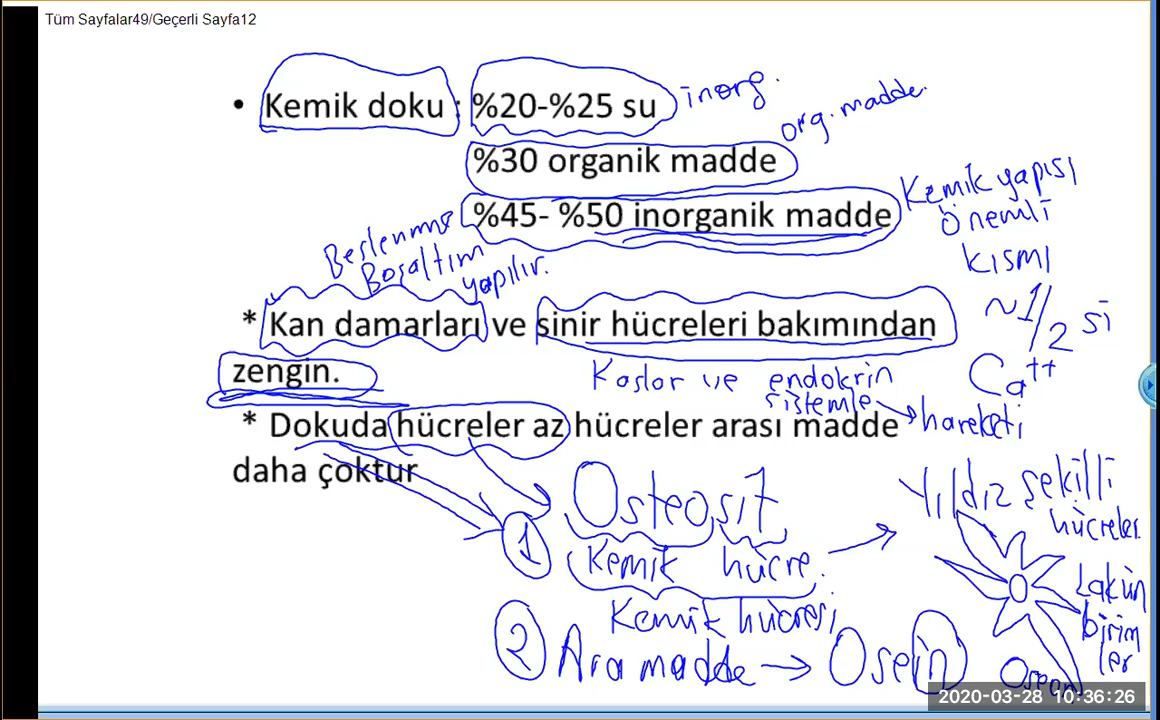 Tüm Sayfalar49/Geçerli Sayfa12
• Kemik doku : %20-%25 su inorg.
%30 organik madde org. madde.
%45- %50 inorganik madde
Kemik yapısı
önemli
kısmı
~1/2 si
Ca++
Beslenme
Boşaltım
yapılır.
* Kan damarları ve sinir hücreleri bakımından
zengin.
Kaslar ve endokrin
sistemle → hareketi
* Dokuda hücreler az hücreler arası madde
daha çoktur
1 Osteosit
Kemik hücre.
Kemik hücresi
Yıldız şekilli
hücreler.
Lakün
birim
ler
2 Ara madde → Osein
2020-03-28 10:36:26